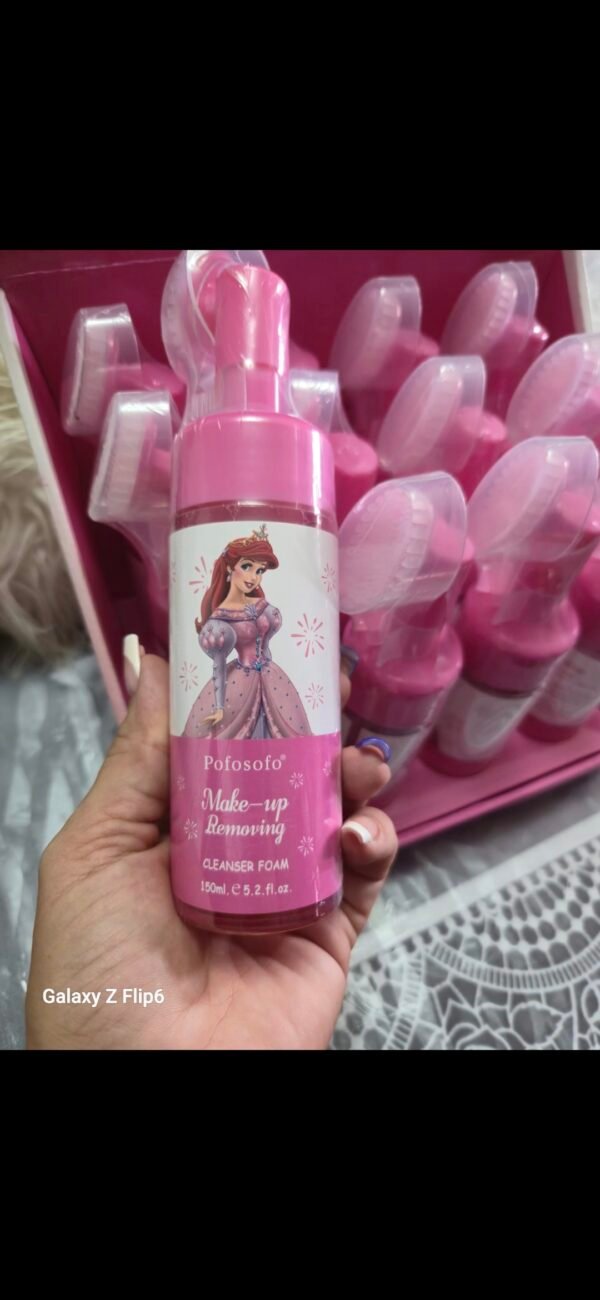 Pofosofo®
Make-up
Removing
CLEANSER FOAM
150ml. ℮ 5.2.fl.oz.
Galaxy Z Flip6